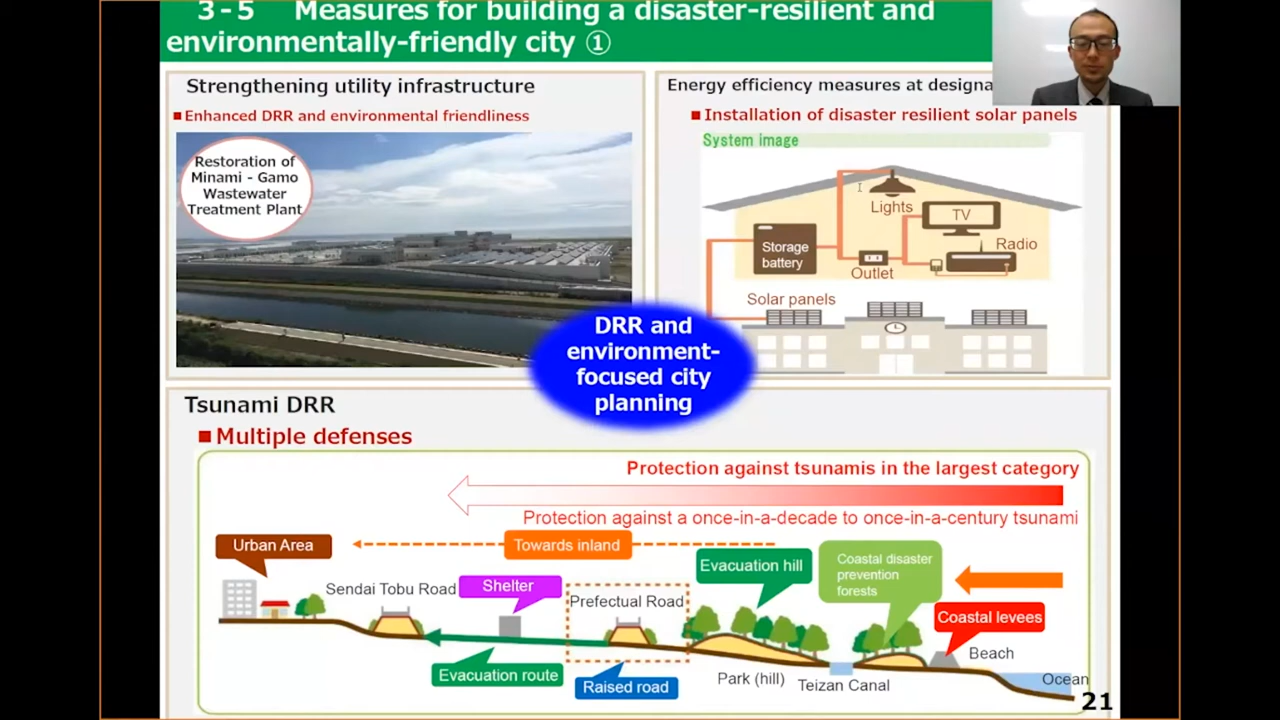 3-5 Measures for building a disaster-resilient and
environmentally-friendly city ①
Strengthening utility infrastructure
■Enhanced DRR and environmental friendliness
Restoration of
Minami - Gamo
Wastewater
Treatment Plant
Energy efficiency measures at
■Installation of disaster resilient solar panels
System image
Lights
TV
Storage
battery
Outlet
Radio
Solar panels
DRR and
environment-
focused city
planning
Tsunami DRR
■Multiple defenses
Protection against tsunamis in the largest category
Protection against a once-in-a-decade to once-in-a-century tsunami
Urban Area
Towards inland
Evacuation hill
Coastal disaster
prevention
forests
Sendai Tobu Road
Shelter
Prefectual Road
Coastal levees
Beach
Evacuation route
Raised road
Park (hill)
Teizan Canal
Ocean
21